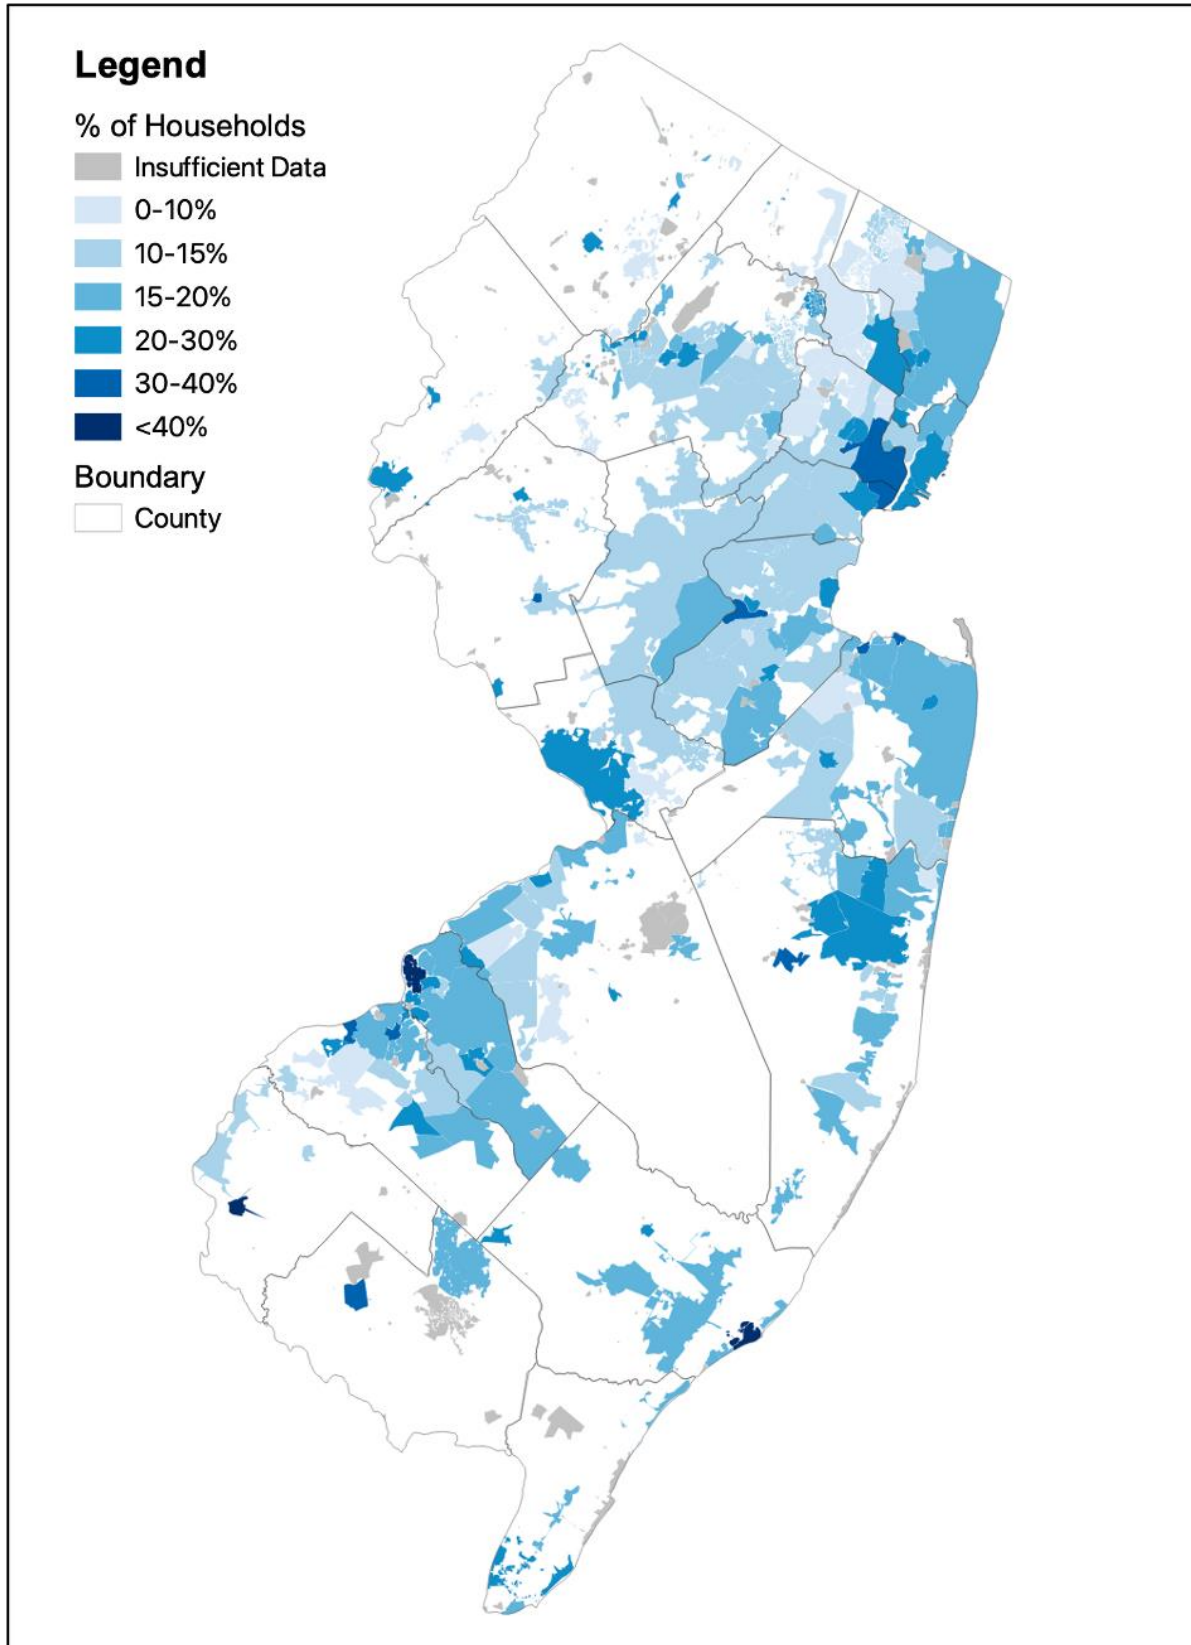 Legend
% of Households
Insufficient Data
0-10%
10-15%
15-20%
20-30%
30-40%
<40%
Boundary
County